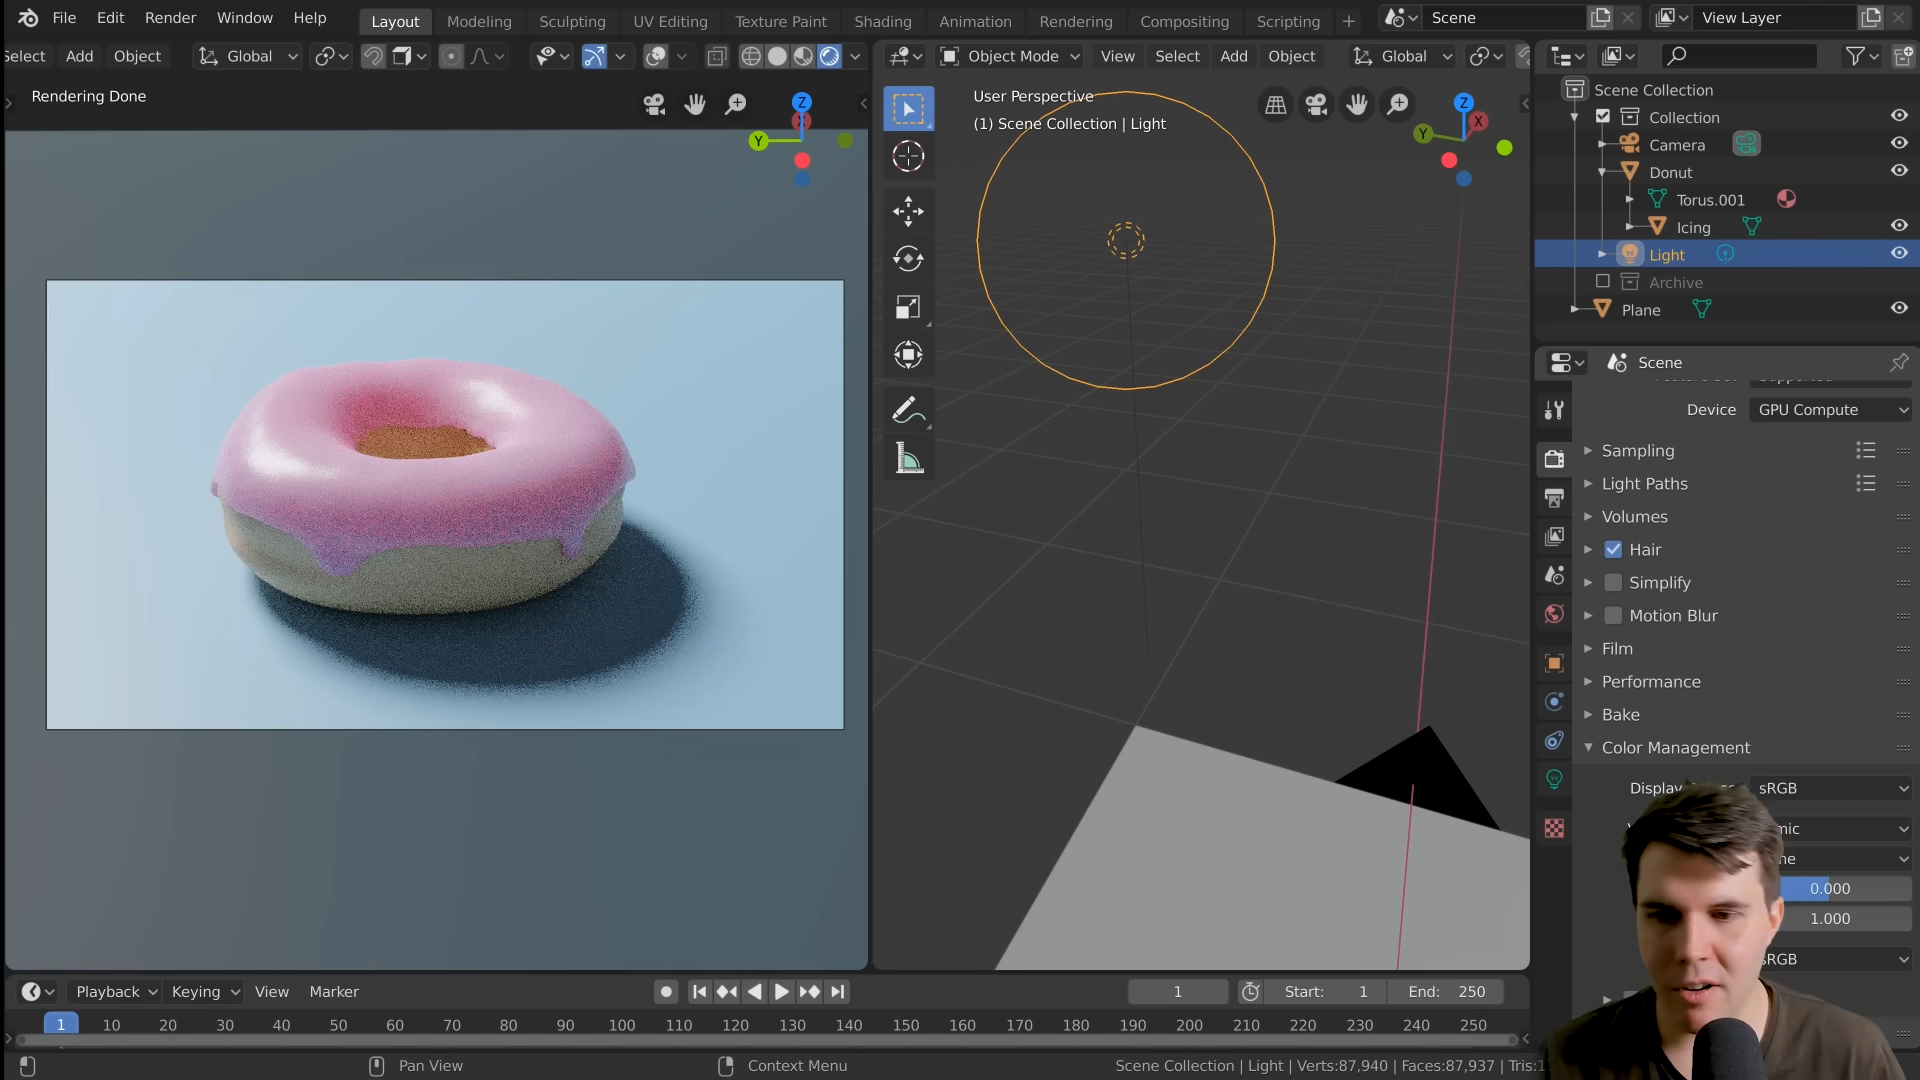 File Edit Render Window Help
Layout Modeling Sculpting UV Editing Texture Paint Shading Animation Rendering Compositing Scripting +
Scene
View Layer
Select Add Object Global
Object Mode View Select Add Object Global
Rendering Done
User Perspective
(1) Scene Collection | Light
Z
X
Y
Z
X
Y
Scene Collection
Collection
Camera
Donut
Torus.001
Icing
Light
Archive
Plane
Scene
Device GPU Compute
Sampling
Light Paths
Volumes
Hair
Simplify
Motion Blur
Film
Performance
Bake
Color Management
Display sRGB
0.000
1.000
sRGB
Playback Keying View Marker
1 Start: 1 End: 250
1 10 20 30 40 50 60 70 80 90 100 110 120 130 140 150 160 170 180 190 200 210 220 230 240 250
Pan View
Context Menu
Scene Collection | Light | Verts:87,940 | Faces:87,937 | Tris: